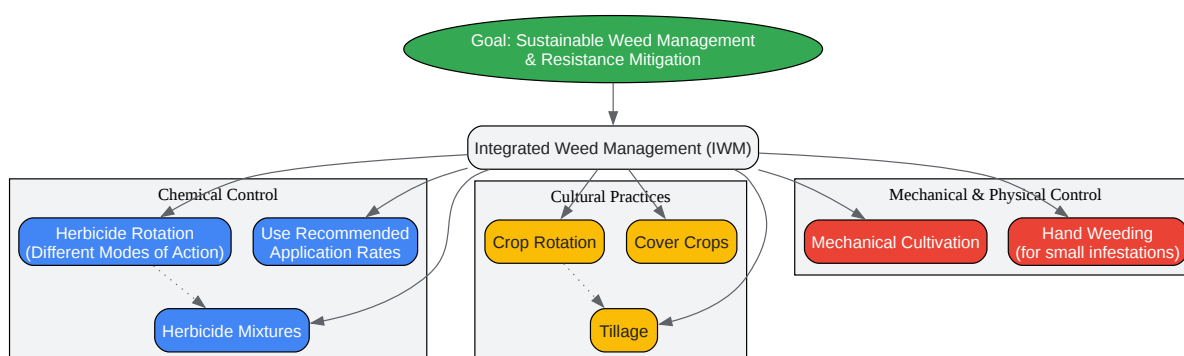 Goal: Sustainable Weed Management
& Resistance Mitigation
Integrated Weed Management (IWM)
Chemical Control
Herbicide Rotation
(Different Modes of Action)
Use Recommended
Application Rates
Herbicide Mixtures
Cultural Practices
Crop Rotation
Cover Crops
Tillage
Mechanical & Physical Control
Mechanical Cultivation
Hand Weeding
(for small infestations)